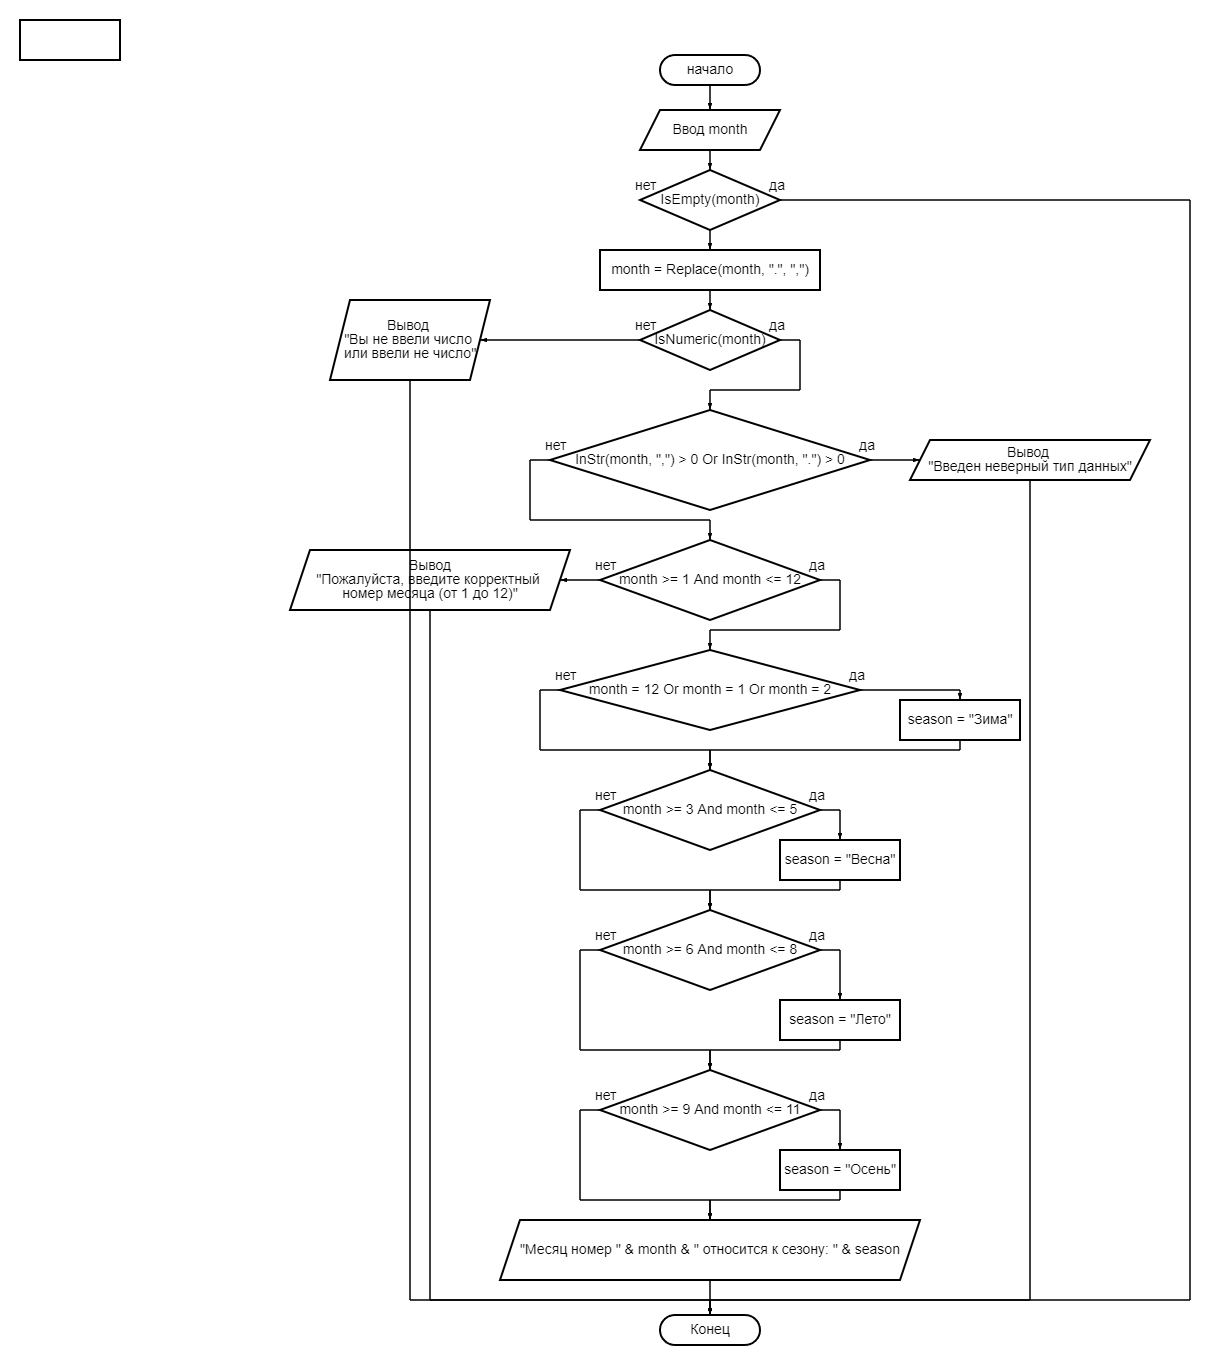 начало
Ввод month
нет
да
IsEmpty(month)
month = Replace(month, ".", ",")
Вывод
"Вы не ввели число
или ввели не число"
нет
да
IsNumeric(month)
нет
да
InStr(month, ",") > 0 Or InStr(month, ".") > 0
Вывод
"Введен неверный тип данных"
Вывод
"Пожалуйста, введите корректный
номер месяца (от 1 до 12)"
нет
да
month >= 1 And month <= 12
нет
да
month = 12 Or month = 1 Or month = 2
season = "Зима"
нет
да
month >= 3 And month <= 5
season = "Весна"
нет
да
month >= 6 And month <= 8
season = "Лето"
нет
да
month >= 9 And month <= 11
season = "Осень"
"Месяц номер " & month & " относится к сезону: " & season
Конец